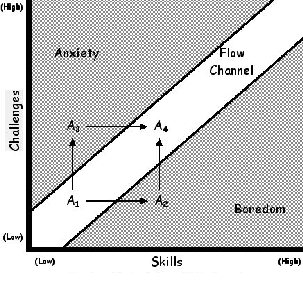 (High)
Anxiety
Flow
Channel
Challenges
A3
A4
A1
A2
Boredom
(Low)
(Low)
Skills
(High)